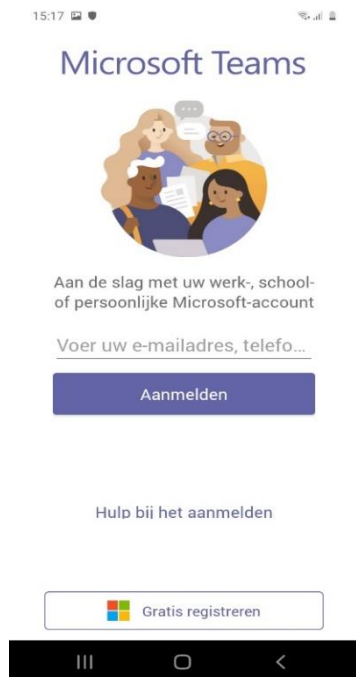 15:17
Microsoft Teams
Aan de slag met uw werk-, school-
of persoonlijke Microsoft-account
Voer uw e-mailadres, telefo...
Aanmelden
Hulp bij het aanmelden
Gratis registreren